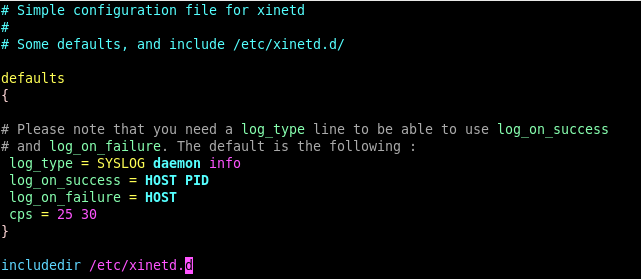 # Simple configuration file for xinetd
#
# Some defaults, and include /etc/xinetd.d/
defaults
{
# Please note that you need a log_type line to be able to use log_on_success
# and log_on_failure. The default is the following :
log_type = SYSLOG daemon info
log_on_success = HOST PID
log_on_failure = HOST
cps = 25 30
}
includedir /etc/xinetd.d